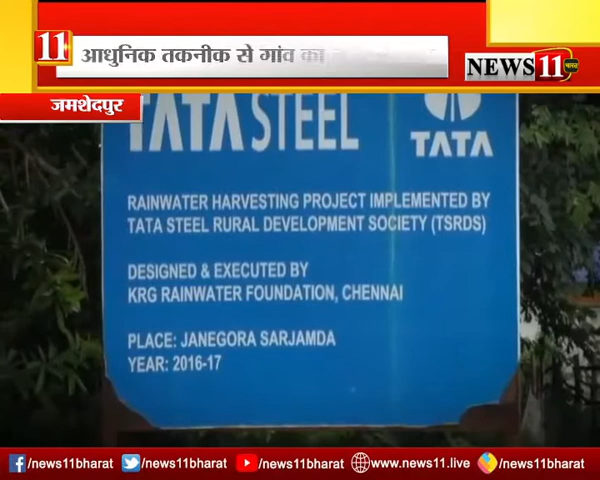 11
आधुनिक तकनीक से गांव का
NEWS 11 भारत
जमशेदपुर
TATA STEEL
TATA
RAINWATER HARVESTING PROJECT IMPLEMENTED BY
TATA STEEL RURAL DEVELOPMENT SOCIETY (TSRDS)
DESIGNED & EXECUTED BY
KRG RAINWATER FOUNDATION, CHENNAI
PLACE: JANEGORA SARJAMDA
YEAR: 2016-17
/news11bharat /news11bharat /news11bharat www.news11.live /news11bharat